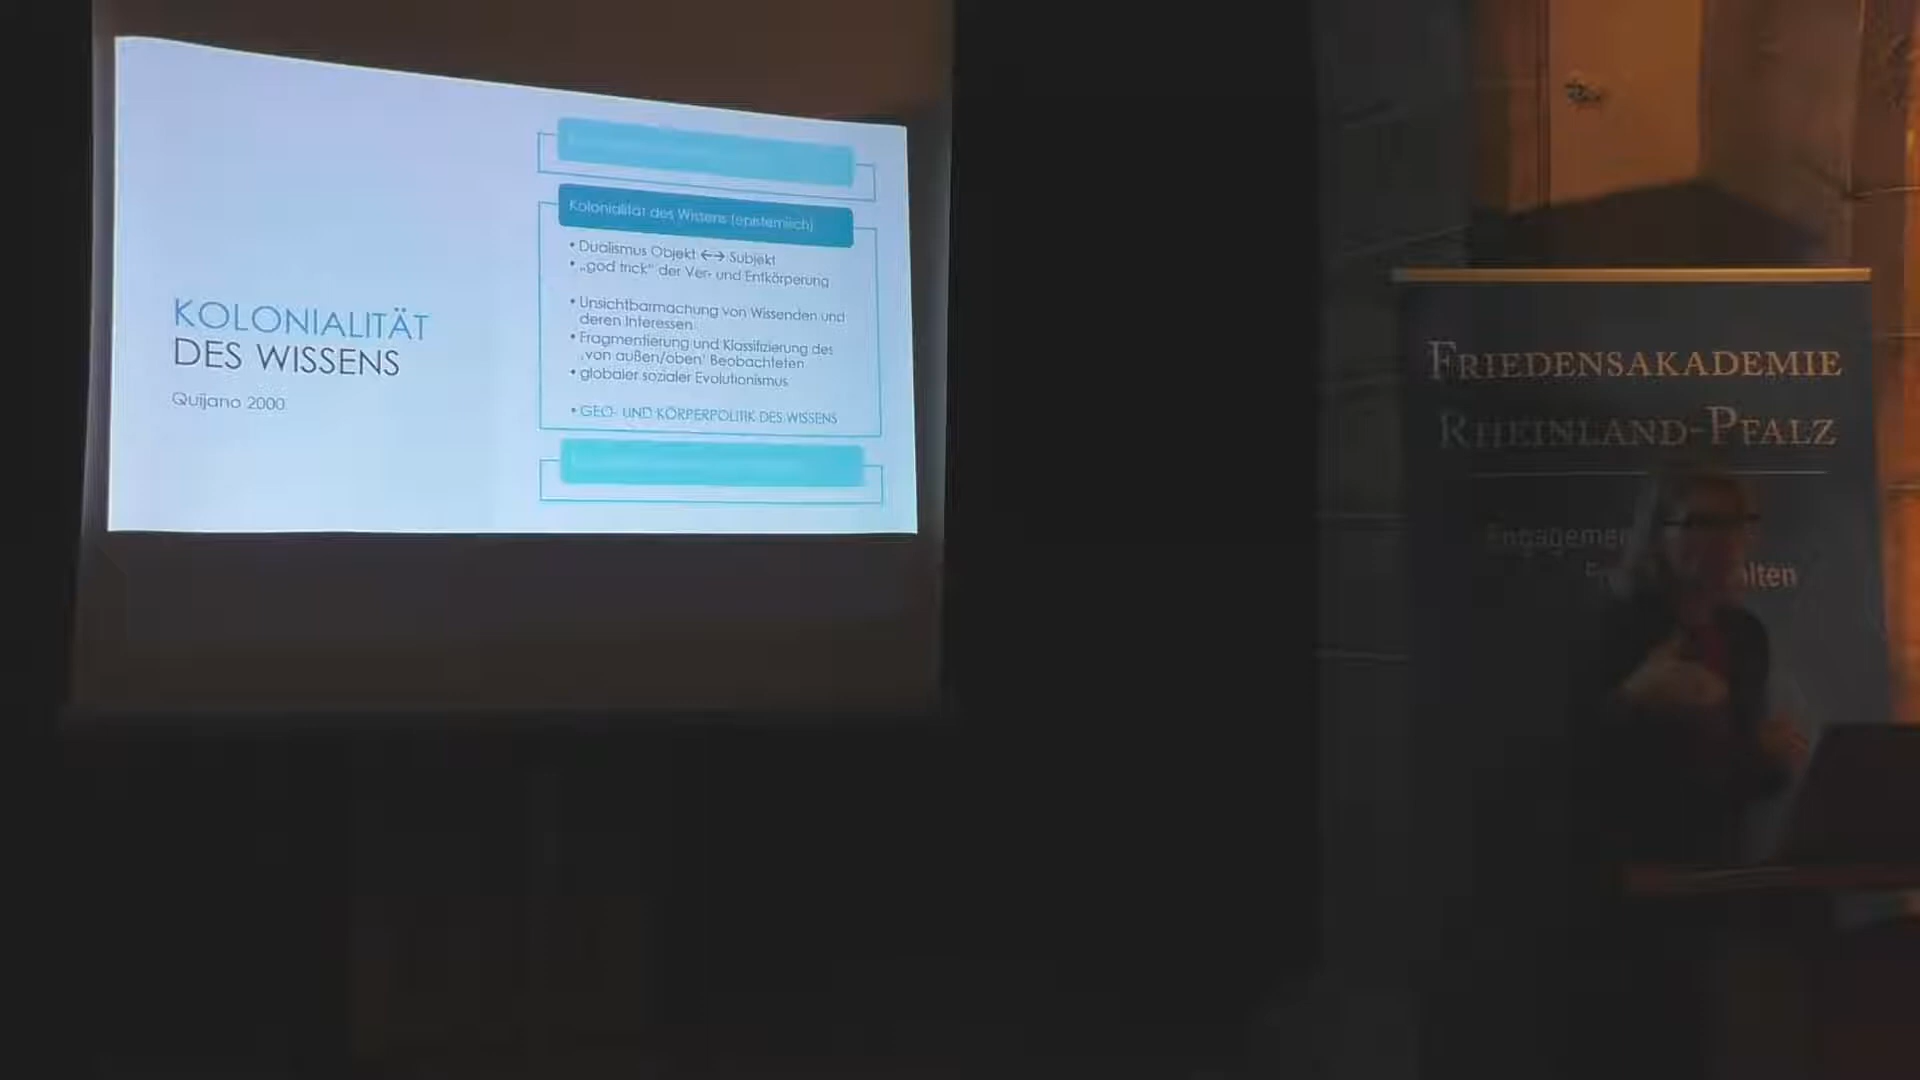 KOLONIALITÄT
DES WISSENS
Quijano 2000
Kolonialität des Wissens (epistemisch)
• Dualismus Objekt ↔ Subjekt
• „god trick“ der Ver- und Entkörperung
• Unsichtbarmachung von Wissenden und
deren Interessen
• Fragmentierung und Klassifizierung des
‚von außen/oben‘ Beobachteten
• globaler sozialer Evolutionismus
• GEO- UND KÖRPERPOLITIK DES WISSENS
FRIEDENSAKADEMIE
RHEINLAND-PFALZ